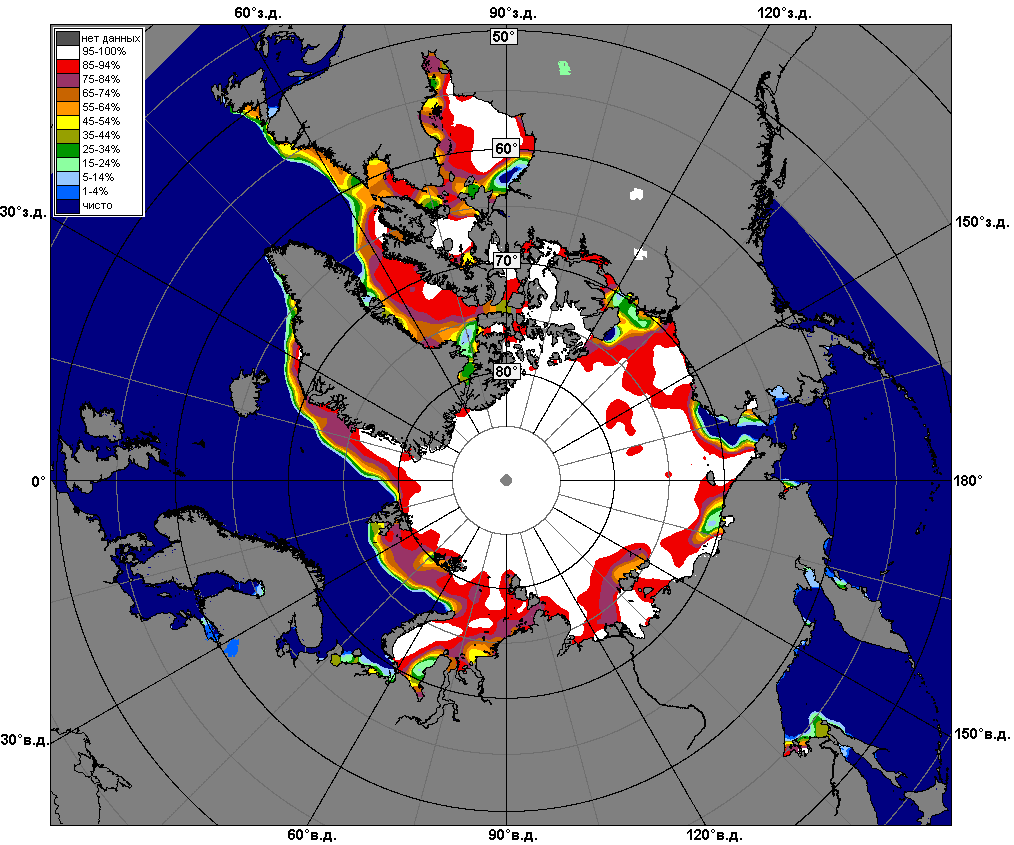 60°з.д.
90°з.д.
120°з.д.
50°
нет данных
95-100%
85-94%
75-84%
65-74%
55-64%
45-54%
35-44%
25-34%
15-24%
5-14%
1-4%
чисто
60°
30°з.д.
150°з.д.
70°
80°
0°
180°
30°в.д.
150°в.д.
60°в.д.
90°в.д.
120°в.д.